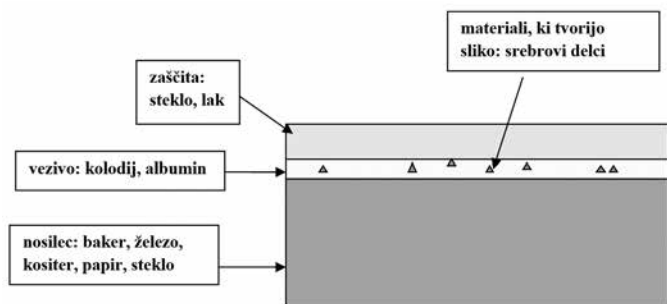 materiali, ki tvorijo
sliko: srebrovi delci
zaščita:
steklo, lak
vezivo: kolodij, albumin
nosilec: baker, železo,
kositer, papir, steklo